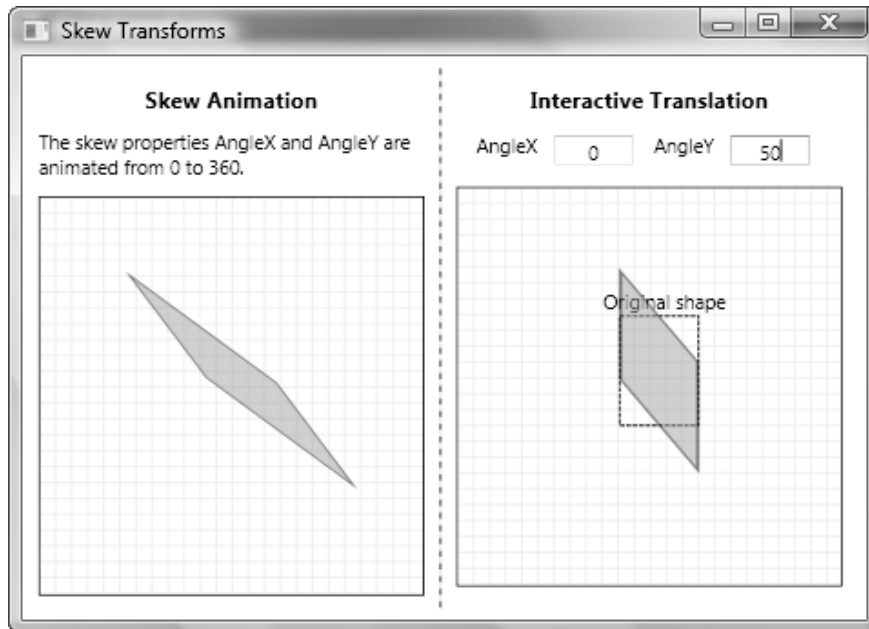 Skew Transforms
Skew Animation
The skew properties AngleX and AngleY are
animated from 0 to 360.
Interactive Translation
AngleX 0 AngleY 50
Original shape